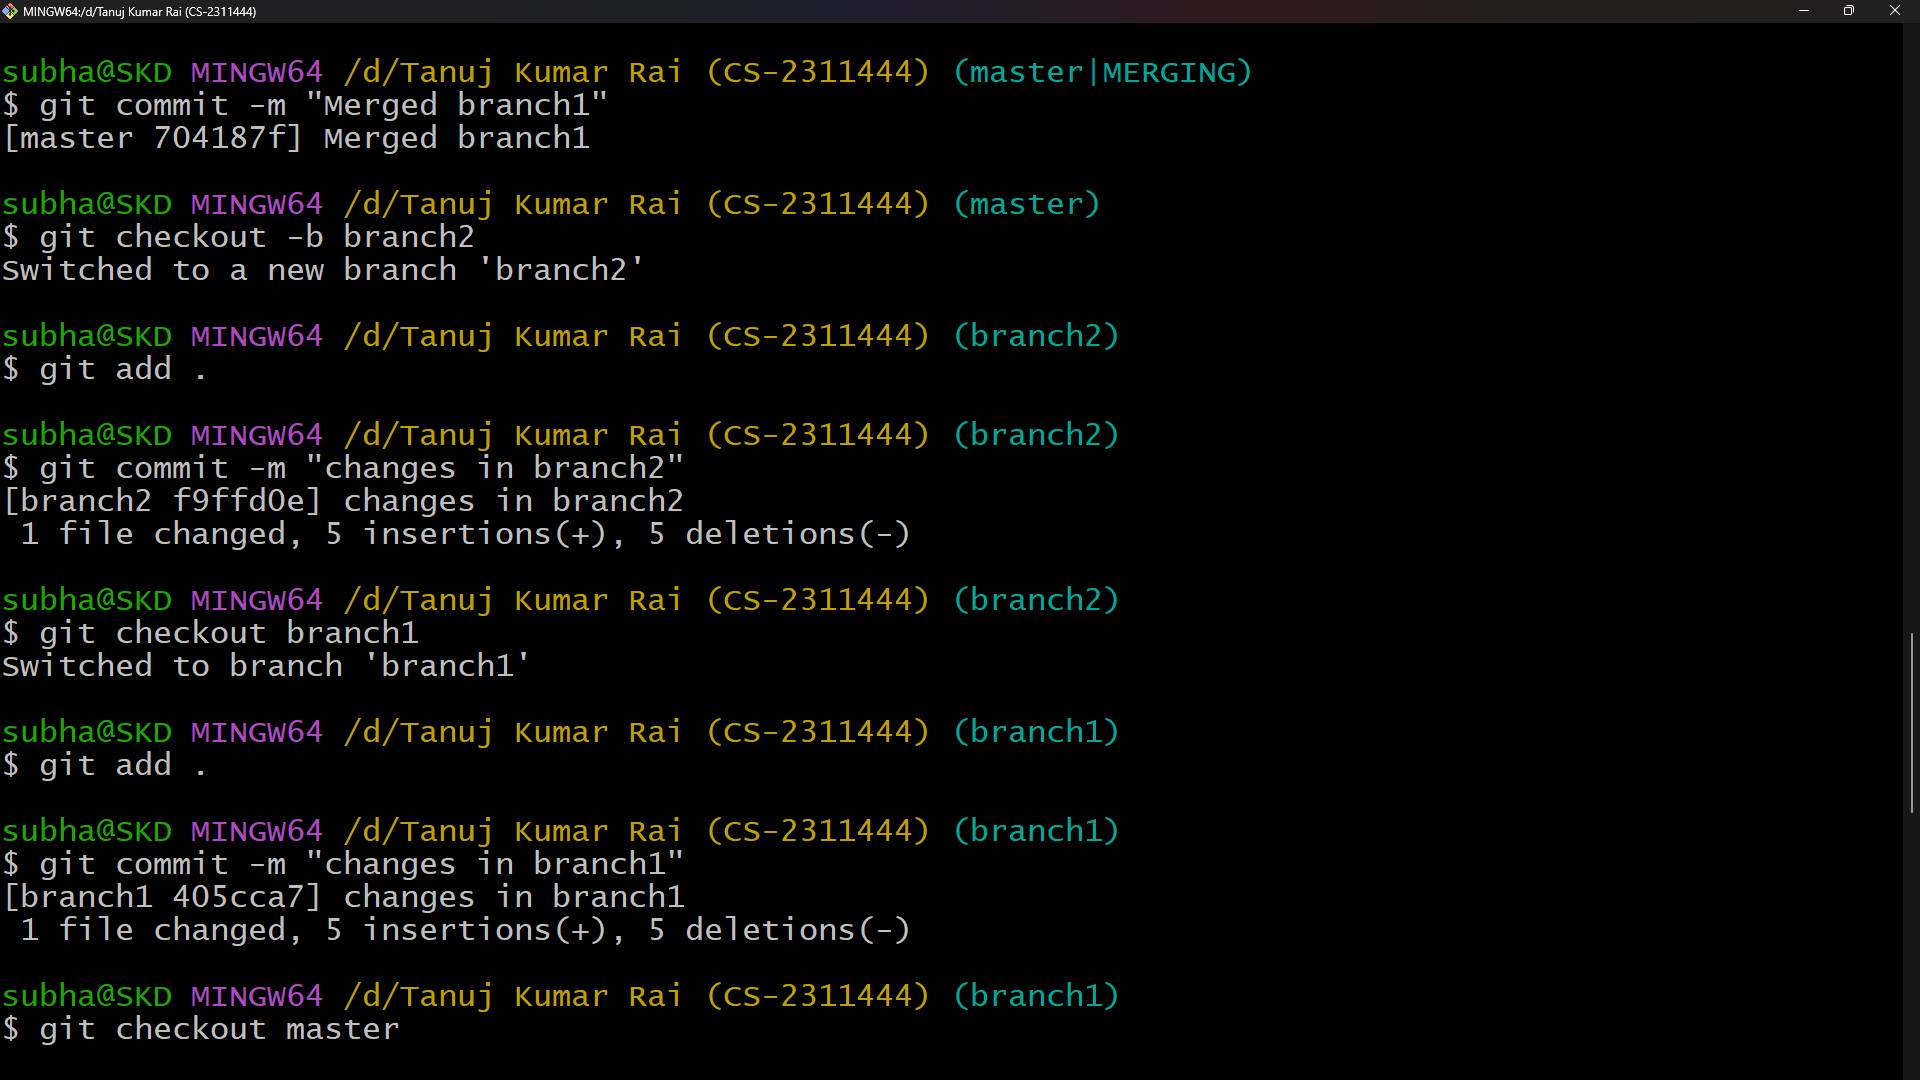 MINGW64:/d/Tanuj Kumar Rai (CS-2311444)
subha@SKD MINGW64 /d/Tanuj Kumar Rai (CS-2311444) (master|MERGING)
$ git commit -m "Merged branch1"
[master 704187f] Merged branch1
subha@SKD MINGW64 /d/Tanuj Kumar Rai (CS-2311444) (master)
$ git checkout -b branch2
Switched to a new branch 'branch2'
subha@SKD MINGW64 /d/Tanuj Kumar Rai (CS-2311444) (branch2)
$ git add .
subha@SKD MINGW64 /d/Tanuj Kumar Rai (CS-2311444) (branch2)
$ git commit -m "changes in branch2"
[branch2 f9ffd0e] changes in branch2
 1 file changed, 5 insertions(+), 5 deletions(-)
subha@SKD MINGW64 /d/Tanuj Kumar Rai (CS-2311444) (branch2)
$ git checkout branch1
Switched to branch 'branch1'
subha@SKD MINGW64 /d/Tanuj Kumar Rai (CS-2311444) (branch1)
$ git add .
subha@SKD MINGW64 /d/Tanuj Kumar Rai (CS-2311444) (branch1)
$ git commit -m "changes in branch1"
[branch1 405cca7] changes in branch1
 1 file changed, 5 insertions(+), 5 deletions(-)
subha@SKD MINGW64 /d/Tanuj Kumar Rai (CS-2311444) (branch1)
$ git checkout master